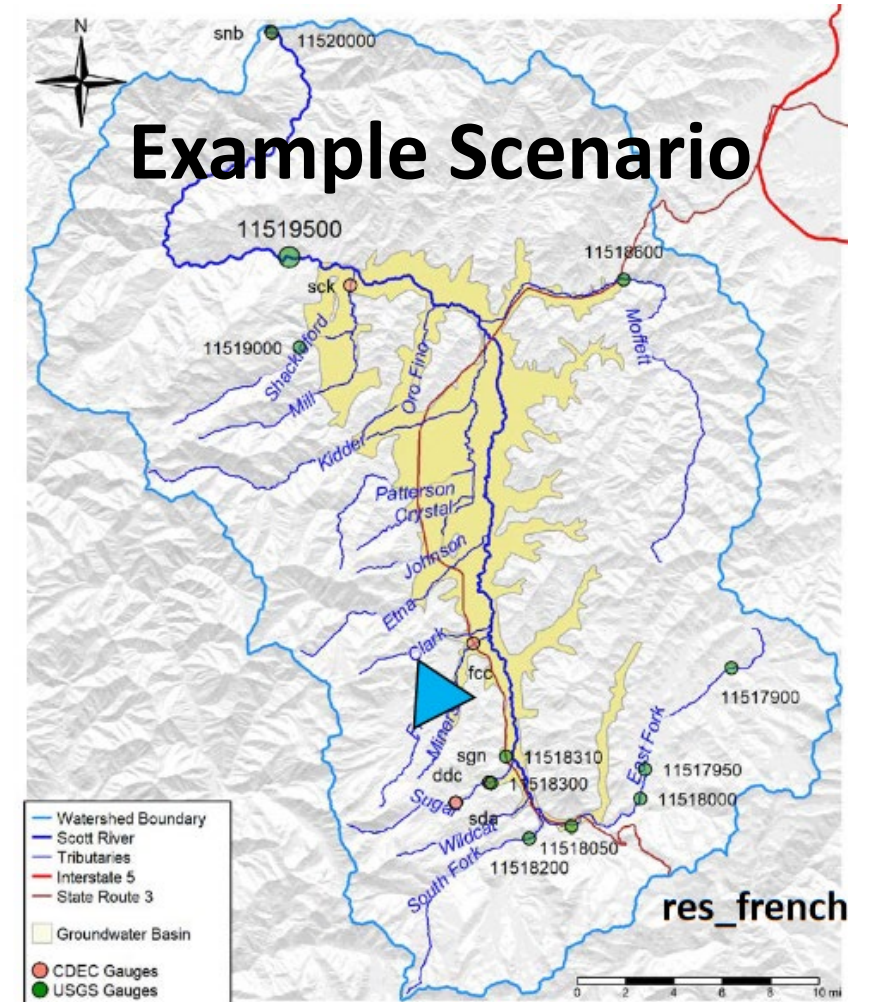 N
snb
11520000
Example Scenario
11519500
11518600
sck
Moffett
11519000
Shackleford
Oro Fino
Mill
Kidder
Patterson
Crystal
Johnson
Etna
Clark
fcc
11517900
Miners
East Fork
sgn
11518310
ddc
11518300
11517950
11518000
Sugar
sda
Wildcat
11518050
11518200
South Fork
res_french
Watershed Boundary
Scott River
Tributaries
Interstate 5
State Route 3
Groundwater Basin
CDEC Gauges
USGS Gauges
0 2 4 6 8 10 mi